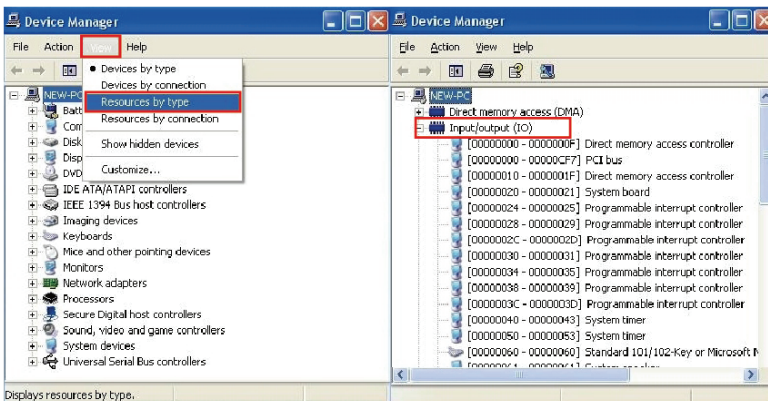 Device Manager
File Action View Help
Devices by type
Devices by connection
Resources by type
Resources by connection
Show hidden devices
Customize...
NEW-PC
Batt
Com
Disk
Disp
DVD
IDE ATA/ATAPI controllers
IEEE 1394 Bus host controllers
Imaging devices
Keyboards
Mice and other pointing devices
Monitors
Network adapters
Processors
Secure Digital host controllers
Sound, video and game controllers
System devices
Universal Serial Bus controllers
Displays resources by type.
Device Manager
File Action View Help
NEW-PC
Direct memory access (DMA)
Input/output (IO)
[00000000 - 0000000F] Direct memory access controller
[00000000 - 00000CF7] PCI bus
[00000010 - 0000001F] Direct memory access controller
[00000020 - 00000021] System board
[00000024 - 00000025] Programmable interrupt controller
[00000028 - 00000029] Programmable interrupt controller
[0000002C - 0000002D] Programmable interrupt controller
[00000030 - 00000031] Programmable interrupt controller
[00000034 - 00000035] Programmable interrupt controller
[00000038 - 00000039] Programmable interrupt controller
[0000003C - 0000003D] Programmable interrupt controller
[00000040 - 00000043] System timer
[00000050 - 00000053] System timer
[00000060 - 00000060] Standard 101/102-Key or Microsoft